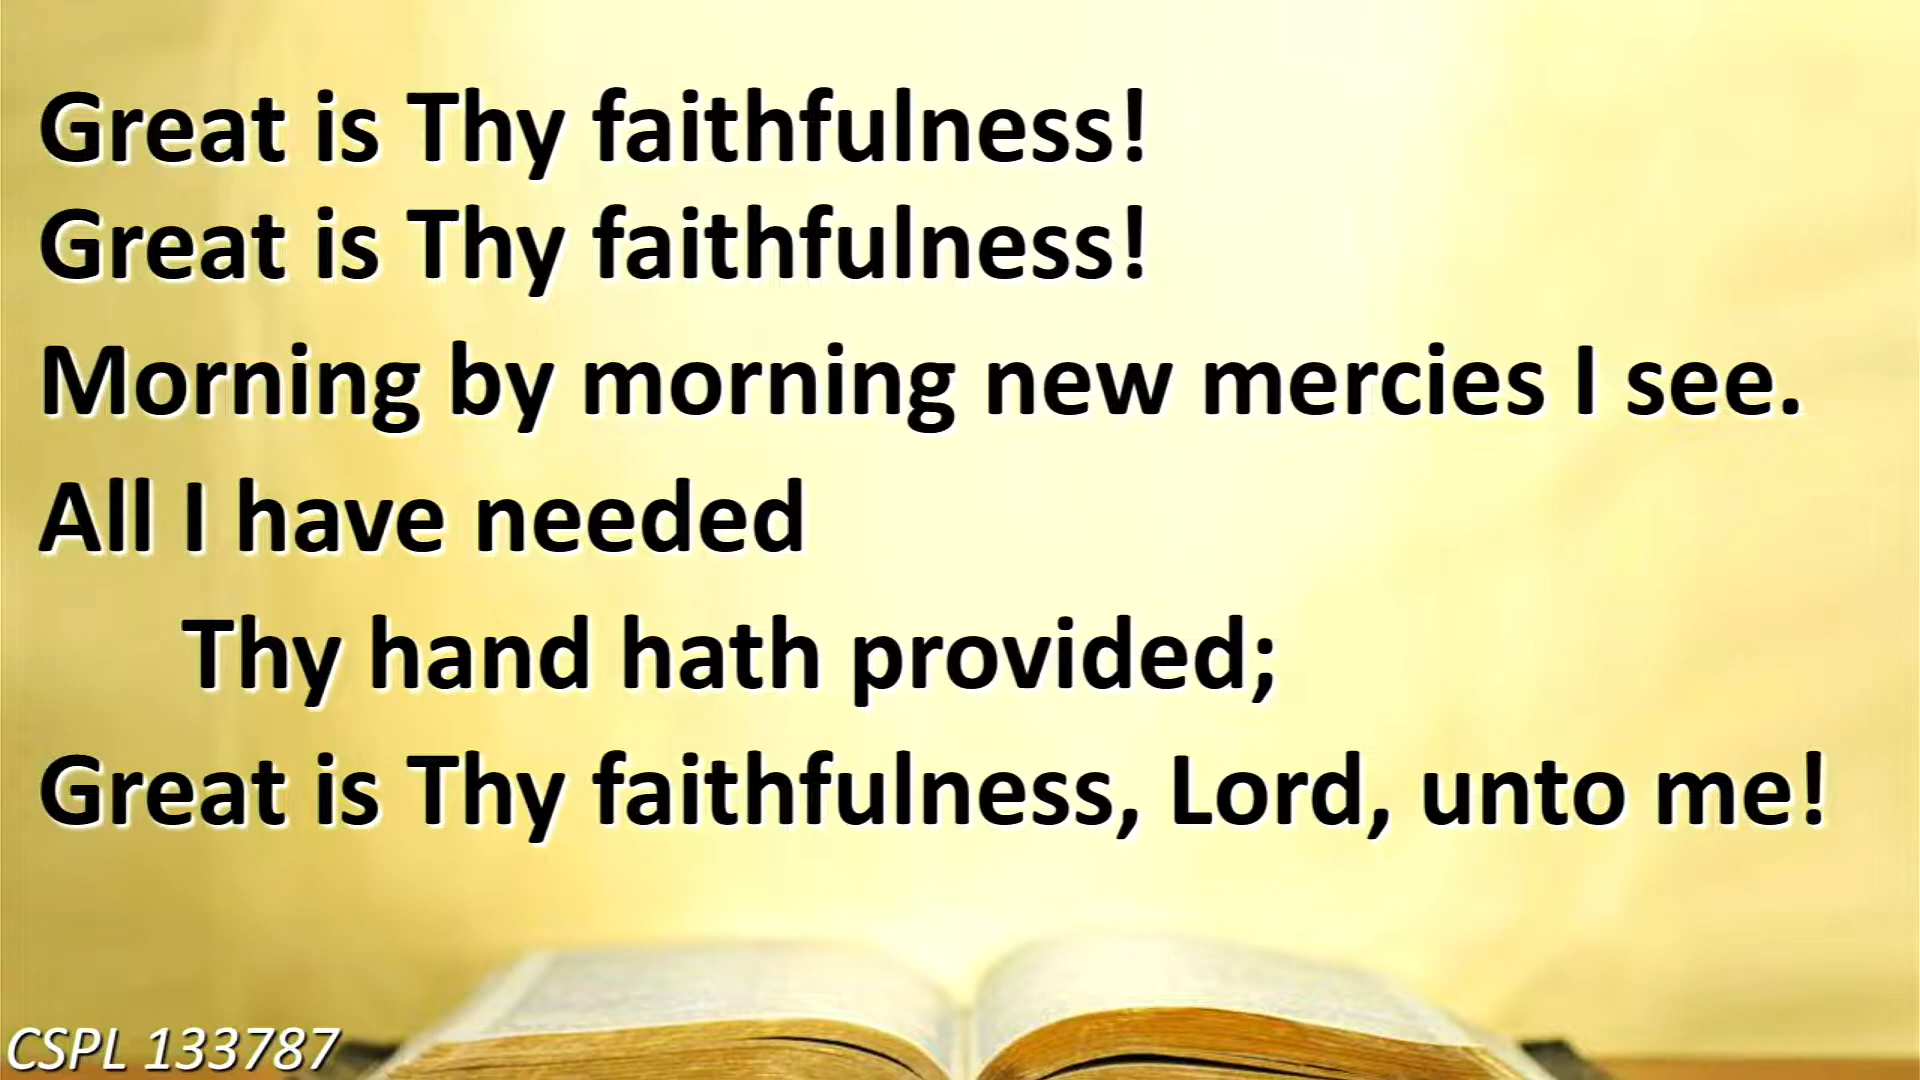 Great is Thy faithfulness!
Great is Thy faithfulness!
Morning by morning new mercies I see.
All I have needed
Thy hand hath provided;
Great is Thy faithfulness, Lord, unto me!
CSPL 133787